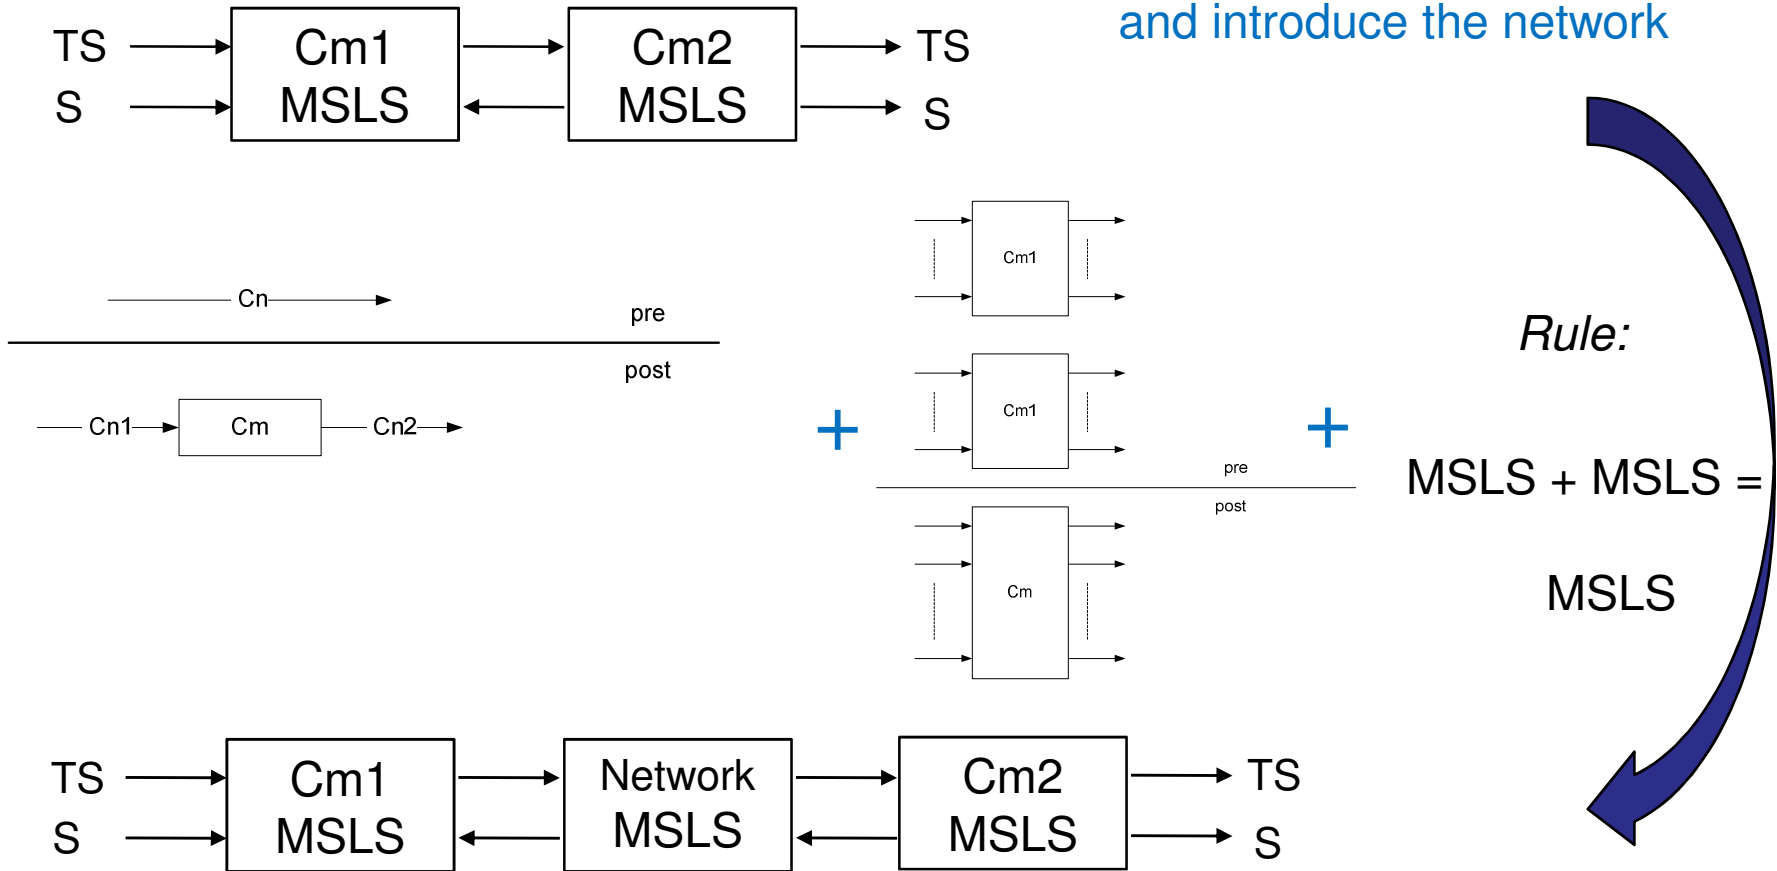 and introduce the network
TS
Cm1
Cm2
TS
S
MSLS
MSLS
S
Cn
pre
post
Cn1
Cm
Cn2
+
Cm1
Cm1
pre
post
Cm
+
Rule:
MSLS + MSLS =
MSLS
TS
Cm1
Network
Cm2
TS
S
MSLS
MSLS
MSLS
S